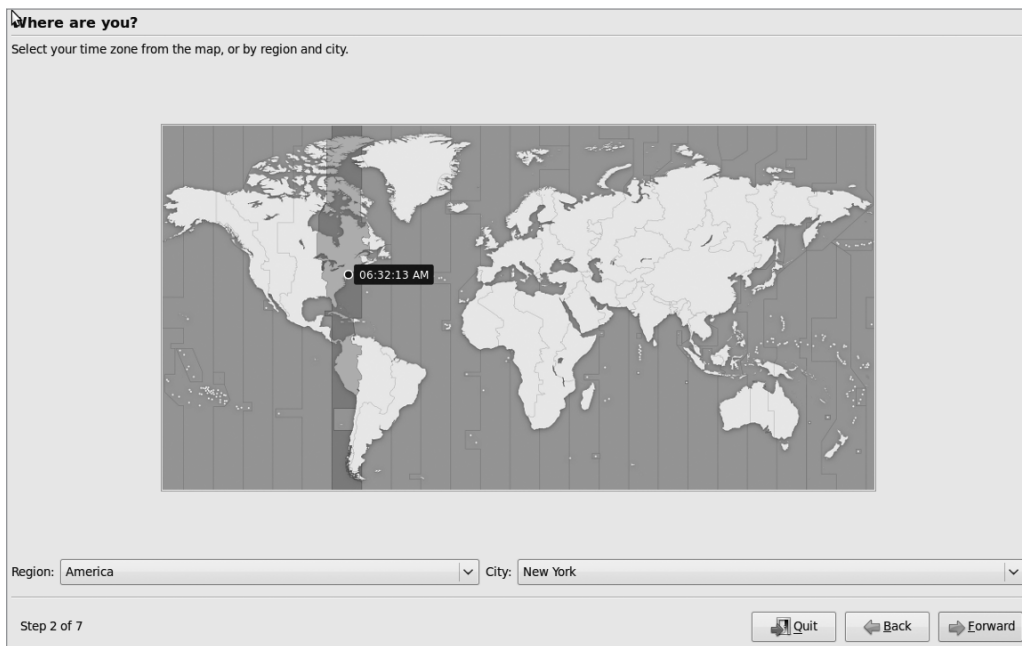 Where are you?
Select your time zone from the map, or by region and city.
06:32:13 AM
Region: America City: New York
Step 2 of 7 Quit Back Forward